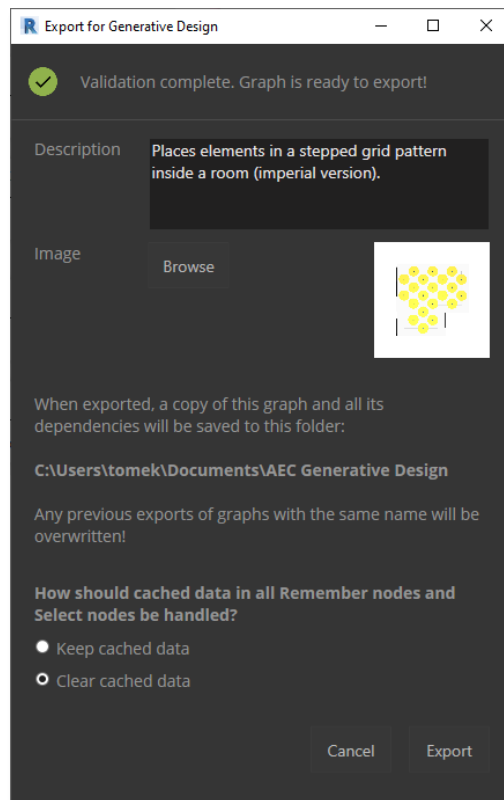 Export for Generative Design
Validation complete. Graph is ready to export!
Description
Places elements in a stepped grid pattern
inside a room (imperial version).
Image
Browse
When exported, a copy of this graph and all its
dependencies will be saved to this folder:
C:\Users\tomek\Documents\AEC Generative Design
Any previous exports of graphs with the same name will be
overwritten!
How should cached data in all Remember nodes and
Select nodes be handled?
Keep cached data
Clear cached data
Cancel
Export